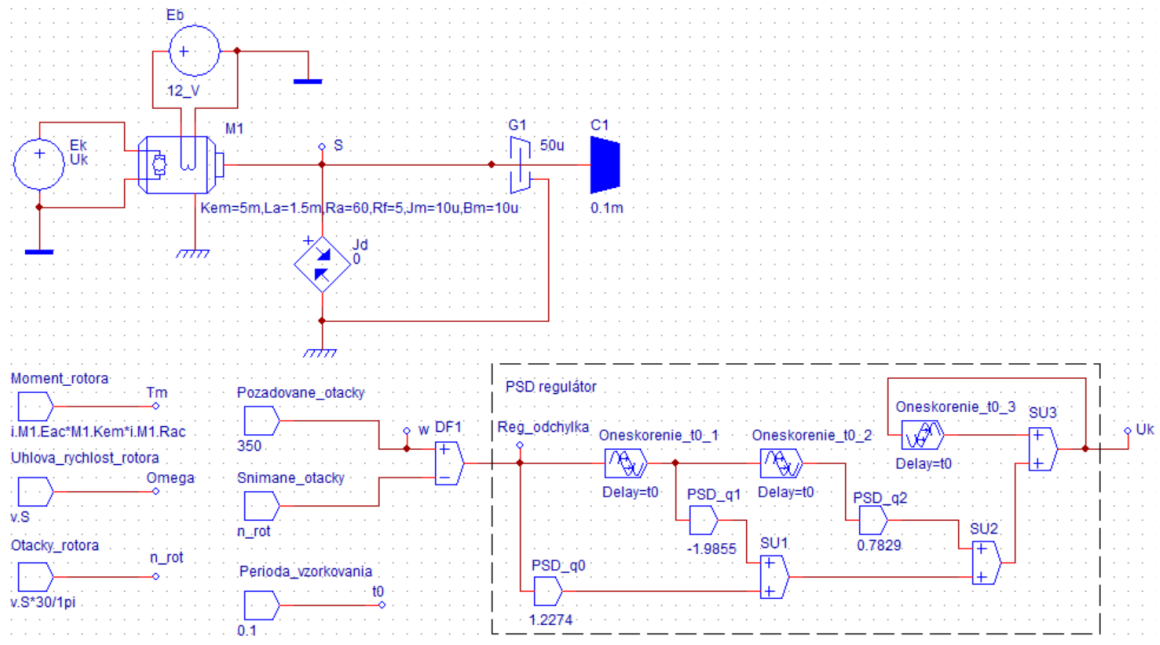 Eb
+
12_V
Ek
+
Uk
M1
S
G1
50u
C1
0.1m
Kem=5m,La=1.5m,Ra=60,Rf=5,Jm=10u,Bm=10u
+
Jd
0
Moment_rotora
Tm
i.M1.Eac*M1.Kem*i.M1.Rac
Uhlova_rychlost_rotora
Omega
v.S
Otacky_rotora
n_rot
v.S*30/1pi
Pozadovane_otacky
350
w
DF1
+
−
Snimane_otacky
n_rot
Perioda_vzorkovania
t0
0.1
PSD regulátor
Reg_odchylka
Oneskorenie_t0_1
Delay=t0
Oneskorenie_t0_2
Delay=t0
Oneskorenie_t0_3
Delay=t0
SU3
+
+
Uk
PSD_q1
-1.9855
PSD_q2
0.7829
SU1
+
+
SU2
+
+
PSD_q0
1.2274